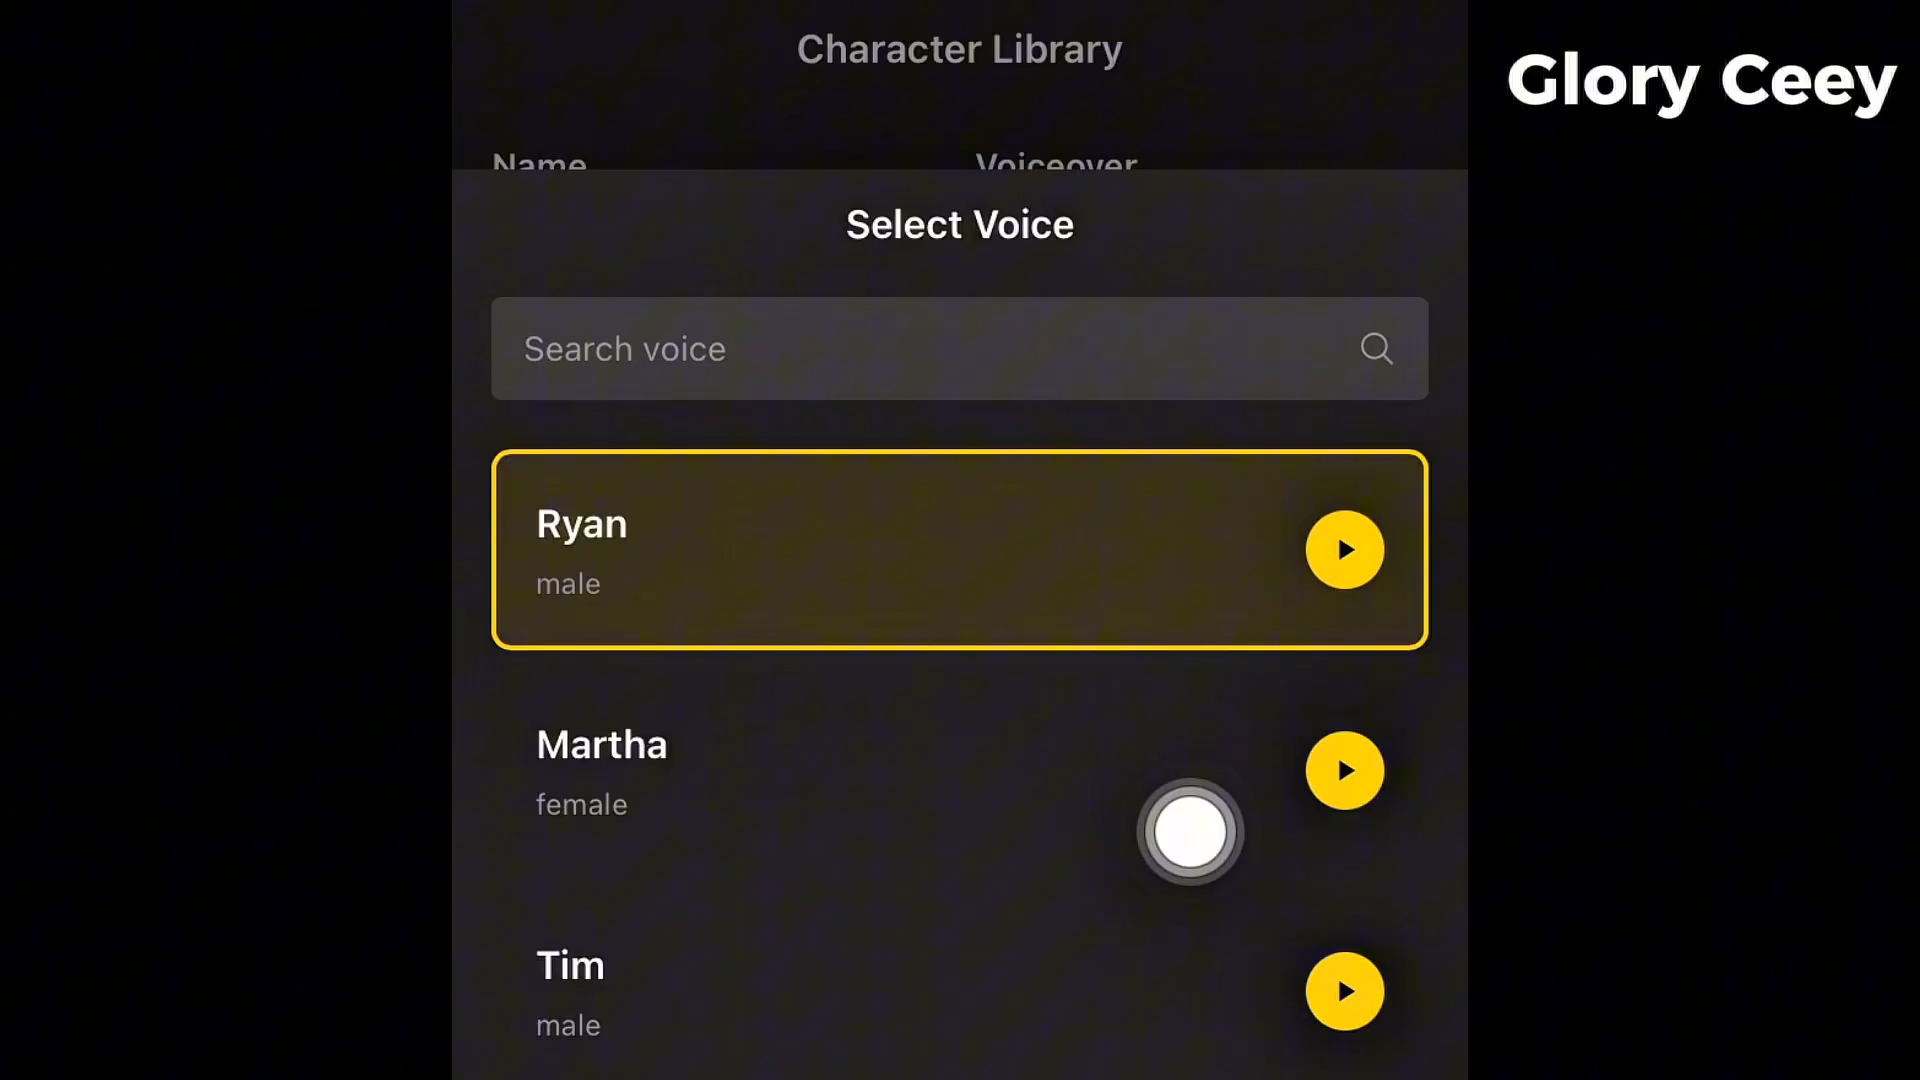 Character Library
Glory Ceey
Name Voiceover
Select Voice
Search voice
Ryan
male
Martha
female
Tim
male